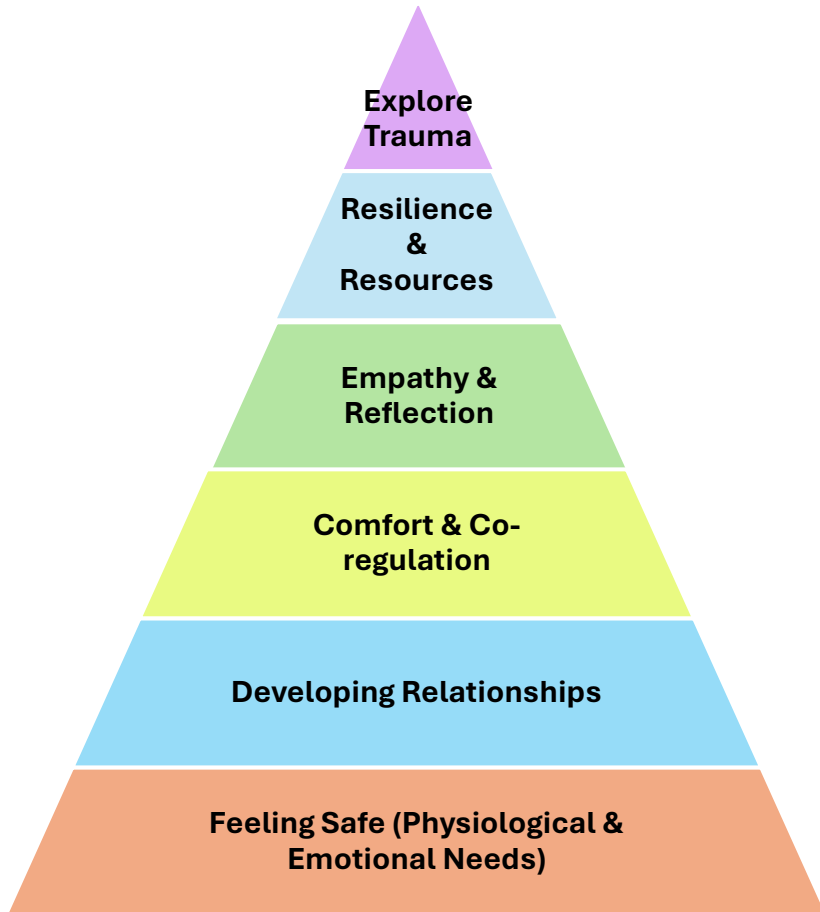 Explore
Trauma
Resilience
&
Resources
Empathy &
Reflection
Comfort & Co-
regulation
Developing Relationships
Feeling Safe (Physiological &
Emotional Needs)